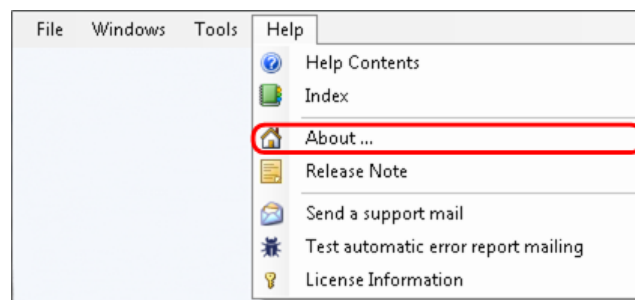 File Windows Tools Help
Help Contents
Index
About ...
Release Note
Send a support mail
Test automatic error report mailing
License Information